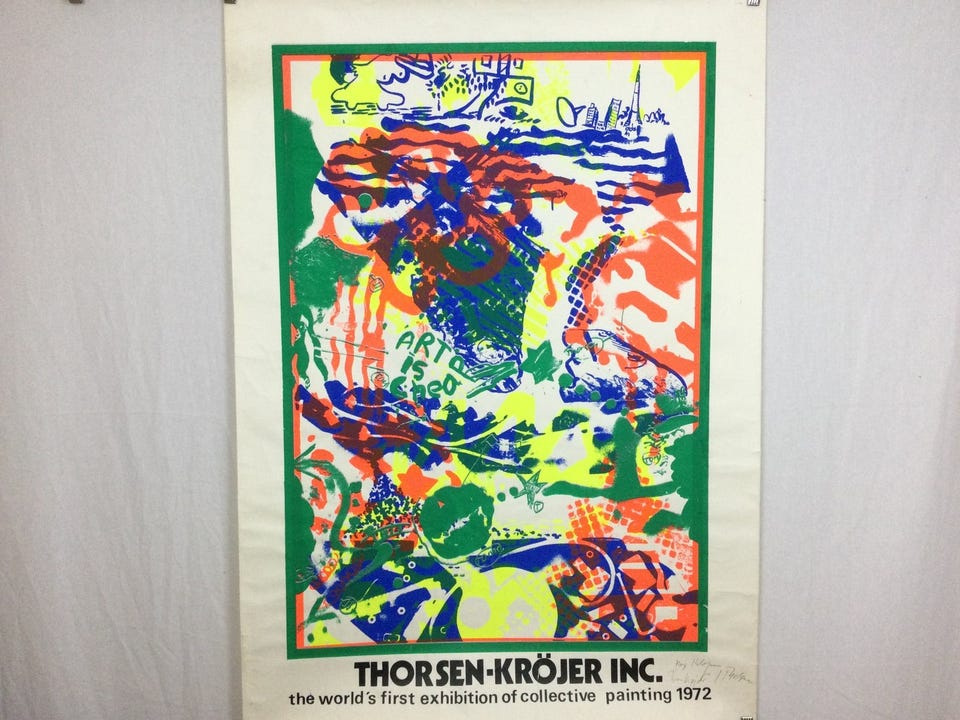 ART
is
Cheap
THORSEN-KRÖJER INC.
the world's first exhibition of collective painting 1972